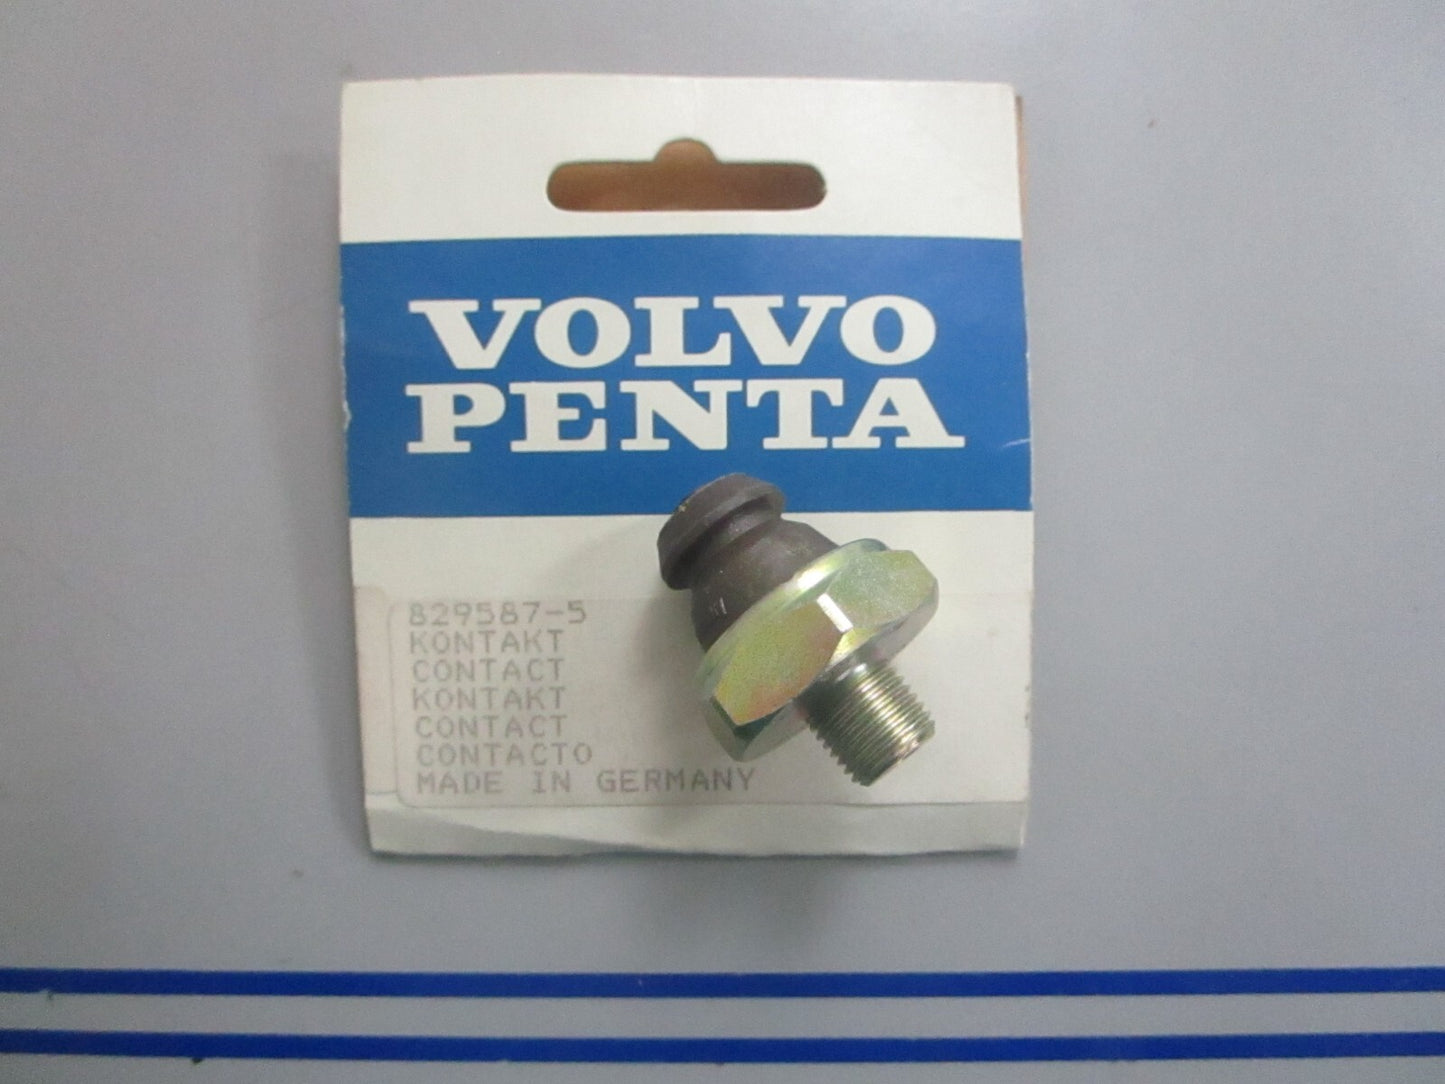 VOLVO
PENTA
829587-5
KONTAKT
CONTACT
KONTAKT
CONTACT
CONTACTO
MADE IN GERMANY